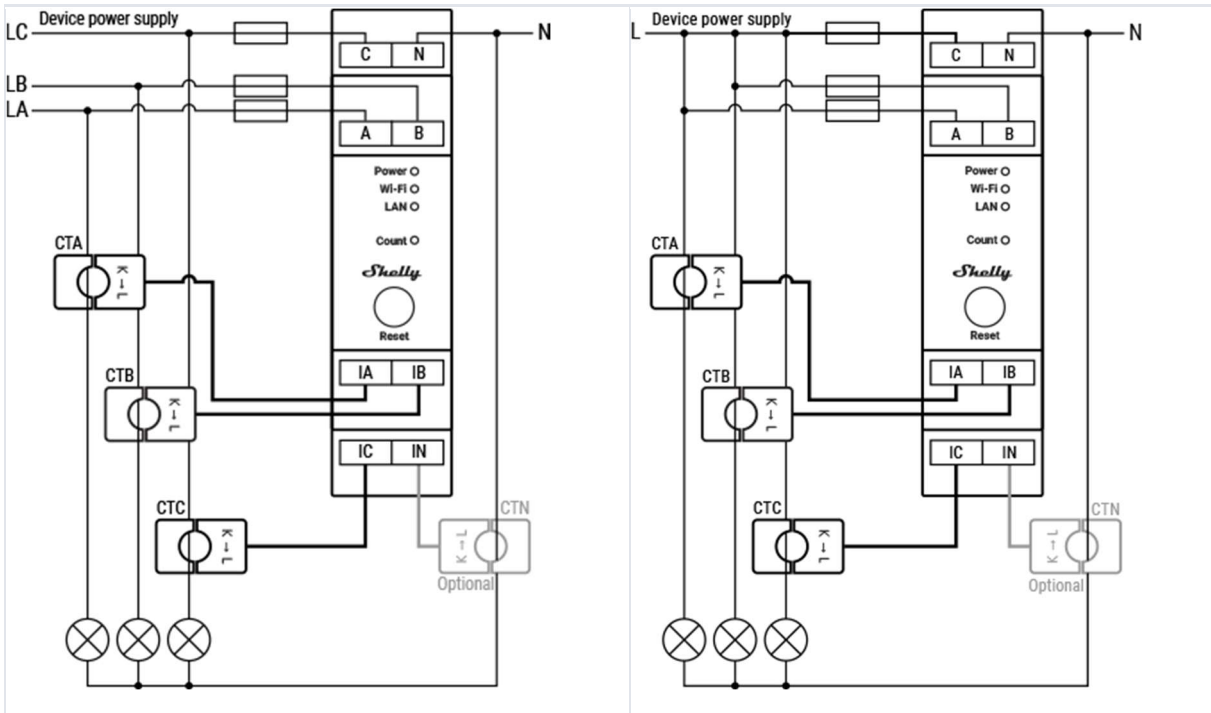 Device power supply
LC
N
C N
LB
LA
A B
Power
Wi-Fi
LAN
Count
Shelly
Reset
CTA
K → L
CTB
K → L
IA IB
IC IN
CTC
K → L
CTN
K → L
Optional
Device power supply
L
N
C N
A B
Power
Wi-Fi
LAN
Count
Shelly
Reset
CTA
K → L
CTB
K → L
IA IB
IC IN
CTC
K → L
CTN
K → L
Optional